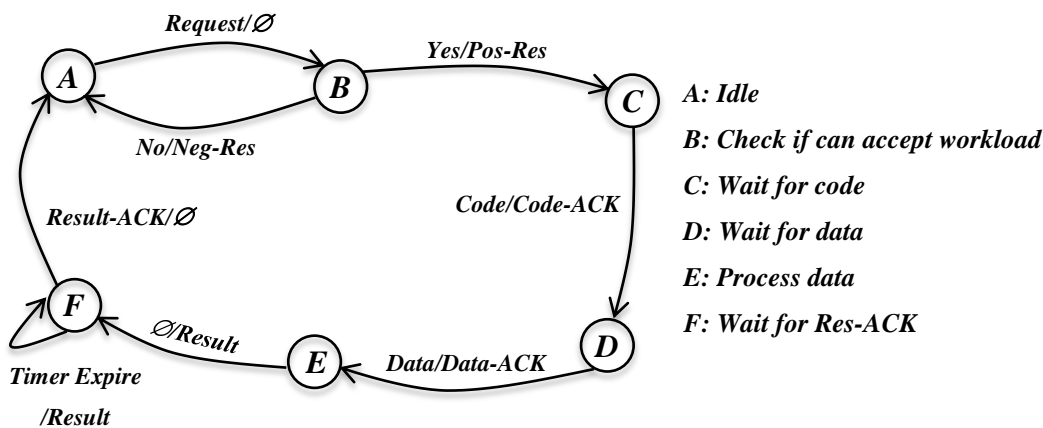 Request/∅
A
B
Yes/Pos-Res
C
No/Neg-Res
Code/Code-ACK
Result-ACK/∅
F
∅/Result
E
Data/Data-ACK
D
Timer Expire
/Result
A: Idle
B: Check if can accept workload
C: Wait for code
D: Wait for data
E: Process data
F: Wait for Res-ACK